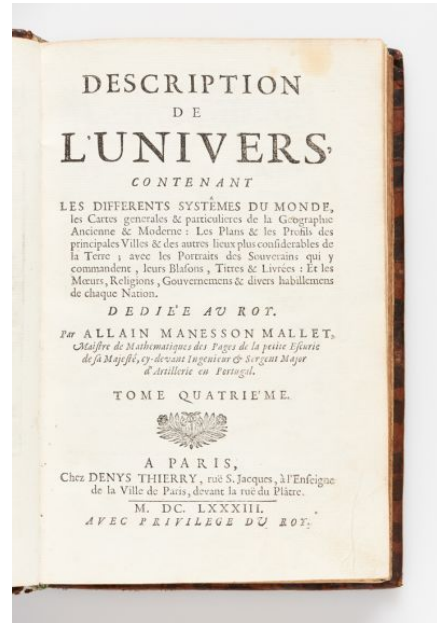 DESCRIPTION
DE
L'UNIVERS,
CONTENANT
LES DIFFERENTS SYSTÊMES DU MONDE,
les Cartes generales & particulieres de la Geographie
Ancienne & Moderne : Les Plans & les Profils des
principales Villes & des autres lieux plus considerables de
la Terre ; avec les Portraits des Souverains qui y
commandent, leurs Blasons, Titres & Livrées : Et les
Mœurs, Religions, Gouvernemens & divers habillemens
de chaque Nation.
DEDIÉE AU ROY.
Par ALLAIN MANESSON MALLET,
Maistre de Mathematiques des Pages de la petite Escurie
de sa Majesté, cy-devant Ingenieur & Sergent Major
d'Artillerie en Portugal.
TOME QUATRIÉME.
A PARIS,
Chez DENYS THIERRY, ruë S. Jacques, à l'Enseigne
de la Ville de Paris, devant la ruë du Plâtre.
M. DC. LXXXIII.
AVEC PRIVILEGE DU ROY.